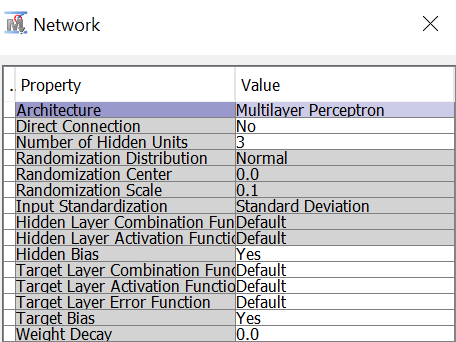 Network
. Property Value
Architecture Multilayer Perceptron
Direct Connection No
Number of Hidden Units 3
Randomization Distribution Normal
Randomization Center 0.0
Randomization Scale 0.1
Input Standardization Standard Deviation
Hidden Layer Combination Fun Default
Hidden Layer Activation Functio Default
Hidden Bias Yes
Target Layer Combination Func Default
Target Layer Activation Functio Default
Target Layer Error Function Default
Target Bias Yes
Weight Decay 0.0